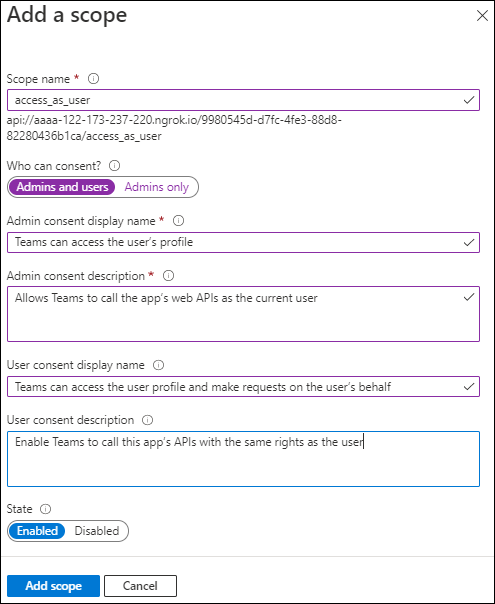 Add a scope
Scope name *
access_as_user
api://aaaa-122-173-237-220.ngrok.io/9980545d-d7fc-4fe3-88d8-
82280436b1ca/access_as_user
Who can consent?
Admins and users Admins only
Admin consent display name *
Teams can access the user's profile
Admin consent description *
Allows Teams to call the app's web APIs as the current user
User consent display name
Teams can access the user profile and make requests on the user's behalf
User consent description
Enable Teams to call this app's APIs with the same rights as the user
State
Enabled Disabled
Add scope Cancel